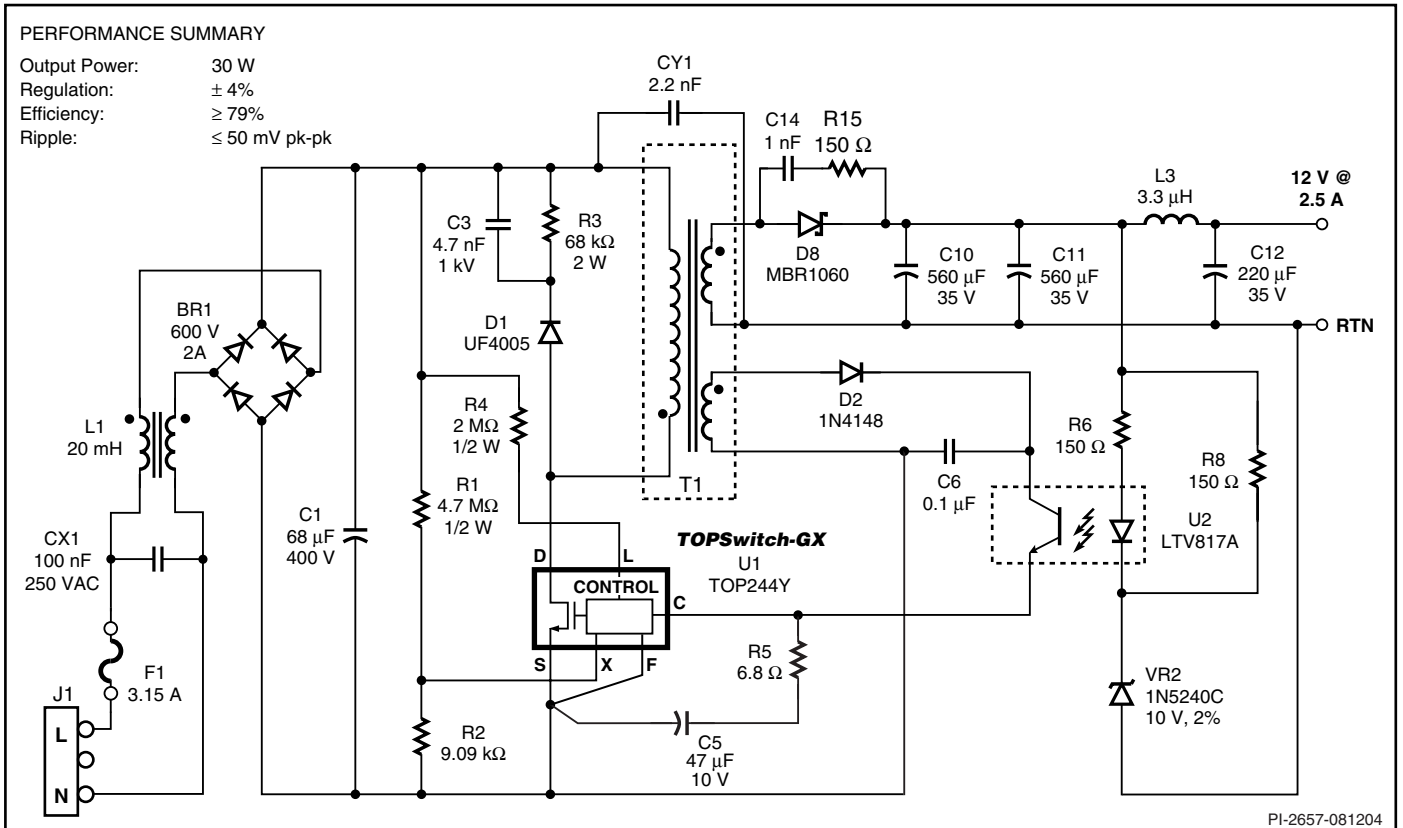 PERFORMANCE SUMMARY
Output Power: 30 W
Regulation: ± 4%
Efficiency: ≥ 79%
Ripple: ≤ 50 mV pk-pk
CY1
2.2 nF
C14
1 nF
R15
150 Ω
L3
3.3 μH
12 V @
2.5 A
C3
4.7 nF
1 kV
R3
68 kΩ
2 W
D8
MBR1060
C10
560 μF
35 V
C11
560 μF
35 V
C12
220 μF
35 V
BR1
600 V
2A
D1
UF4005
RTN
D2
1N4148
R4
2 MΩ
1/2 W
L1
20 mH
R6
150 Ω
R8
150 Ω
C6
0.1 μF
T1
R1
4.7 MΩ
1/2 W
C1
68 μF
400 V
CX1
100 nF
250 VAC
TOPSwitch-GX
U1
TOP244Y
U2
LTV817A
D
L
CONTROL
C
S
X
F
R5
6.8 Ω
F1
3.15 A
J1
L
N
R2
9.09 kΩ
C5
47 μF
10 V
VR2
1N5240C
10 V, 2%
PI-2657-081204